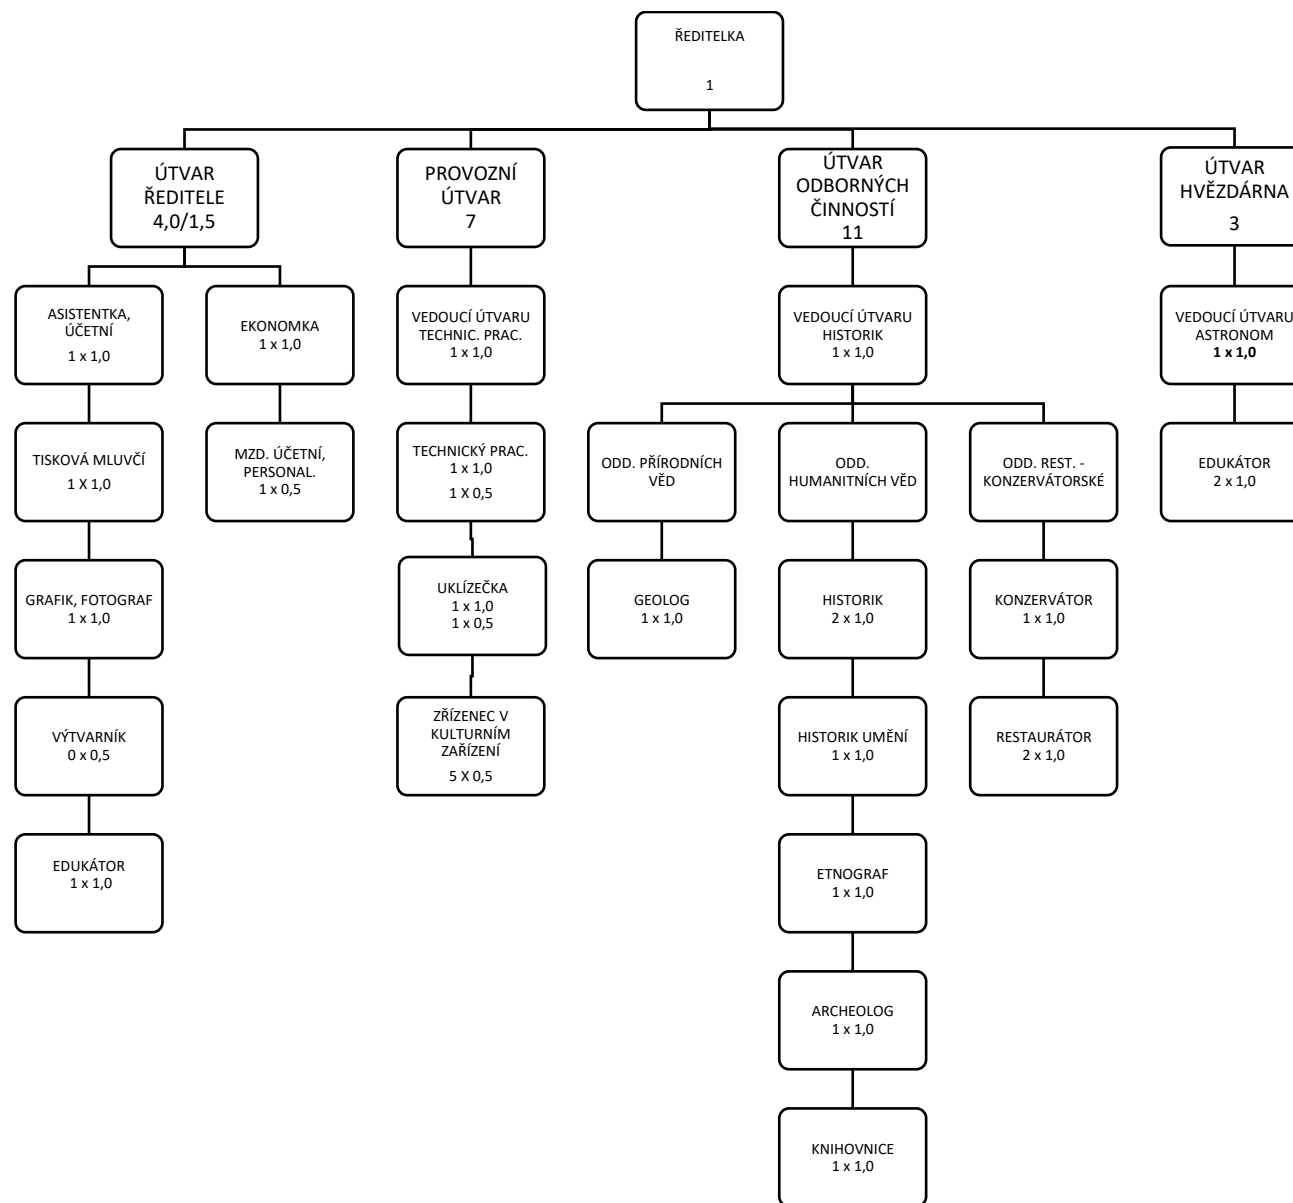 ŘEDITELKA
1
ÚTVAR
ŘEDITELE
4,0/1,5
PROVOZNÍ
ÚTVAR
7
ÚTVAR
ODBORNÝCH
ČINNOSTÍ
11
ÚTVAR
HVĚZDÁRNA
3
ASISTENTKA,
ÚČETNÍ
1 x 1,0
EKONOMKA
1 x 1,0
VEDOUCÍ ÚTVARU
TECHNIC. PRAC.
1 x 1,0
VEDOUCÍ ÚTVARU
HISTORIK
1 x 1,0
VEDOUCÍ ÚTVARU
ASTRONOM
1 x 1,0
TISKOVÁ MLUVČÍ
1 X 1,0
MZD. ÚČETNÍ,
PERSONAL.
1 x 0,5
TECHNICKÝ PRAC.
1 x 1,0
1 X 0,5
ODD. PŘÍRODNÍCH
VĚD
ODD.
HUMANITNÍCH VĚD
ODD. REST. -
KONZERVÁTORSKÉ
EDUKÁTOR
2 x 1,0
GRAFIK, FOTOGRAF
1 x 1,0
UKLÍZEČKA
1 x 1,0
1 x 0,5
GEOLOG
1 x 1,0
HISTORIK
2 x 1,0
KONZERVÁTOR
1 x 1,0
VÝTVARNÍK
0 x 0,5
ZŘÍZENEC V
KULTURNÍM
ZAŘÍZENÍ
5 X 0,5
HISTORIK UMĚNÍ
1 x 1,0
RESTAURÁTOR
2 x 1,0
EDUKÁTOR
1 x 1,0
ETNOGRAF
1 x 1,0
ARCHEOLOG
1 x 1,0
KNIHOVNICE
1 x 1,0